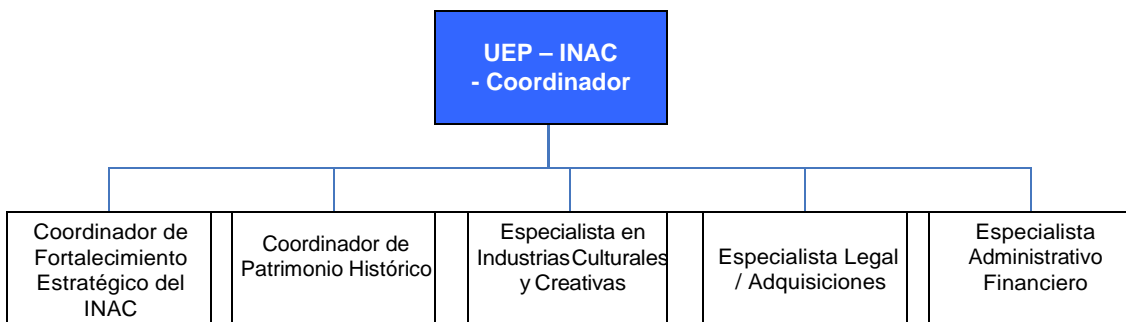 UEP – INAC
- Coordinador
Coordinador de
Fortalecimiento
Estratégico del
INAC
Coordinador de
Patrimonio Histórico
Especialista en
Industrias Culturales
y Creativas
Especialista Legal
/ Adquisiciones
Especialista
Administrativo
Financiero